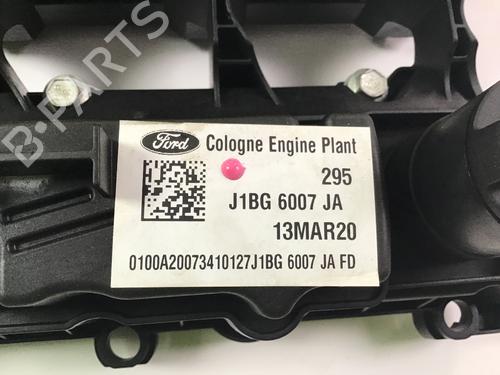 B-PARTS
Ford Cologne Engine Plant
295
J1BG 6007 JA
13MAR20
0100A20073410127J1BG 6007 JA FD